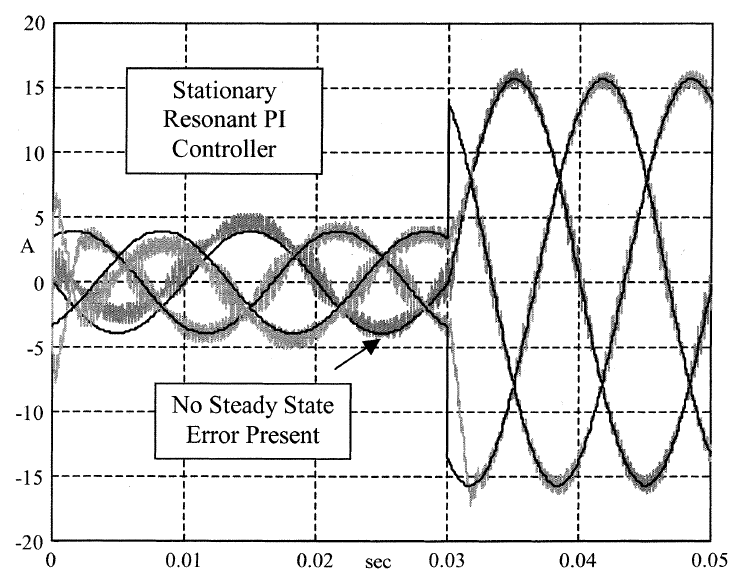 20
15
10
5
A
0
-5
-10
-15
-20
Stationary
Resonant PI
Controller
No Steady State
Error Present
0
0.01
0.02
sec
0.03
0.04
0.05